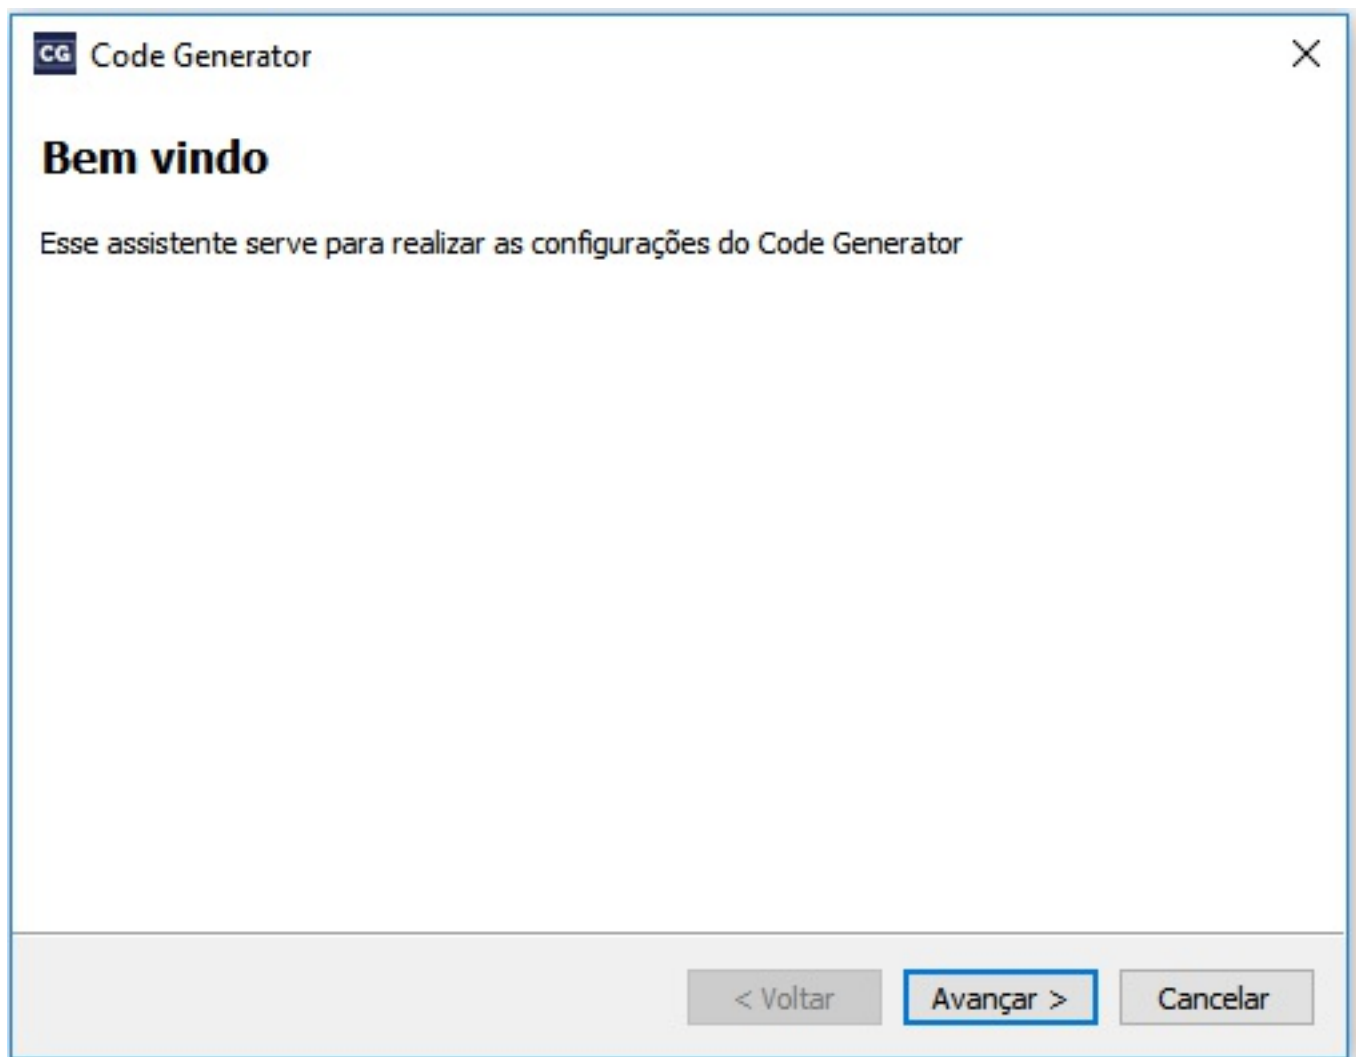 CG Code Generator
Bem vindo
Esse assistente serve para realizar as configurações do Code Generator
< Voltar Avançar > Cancelar